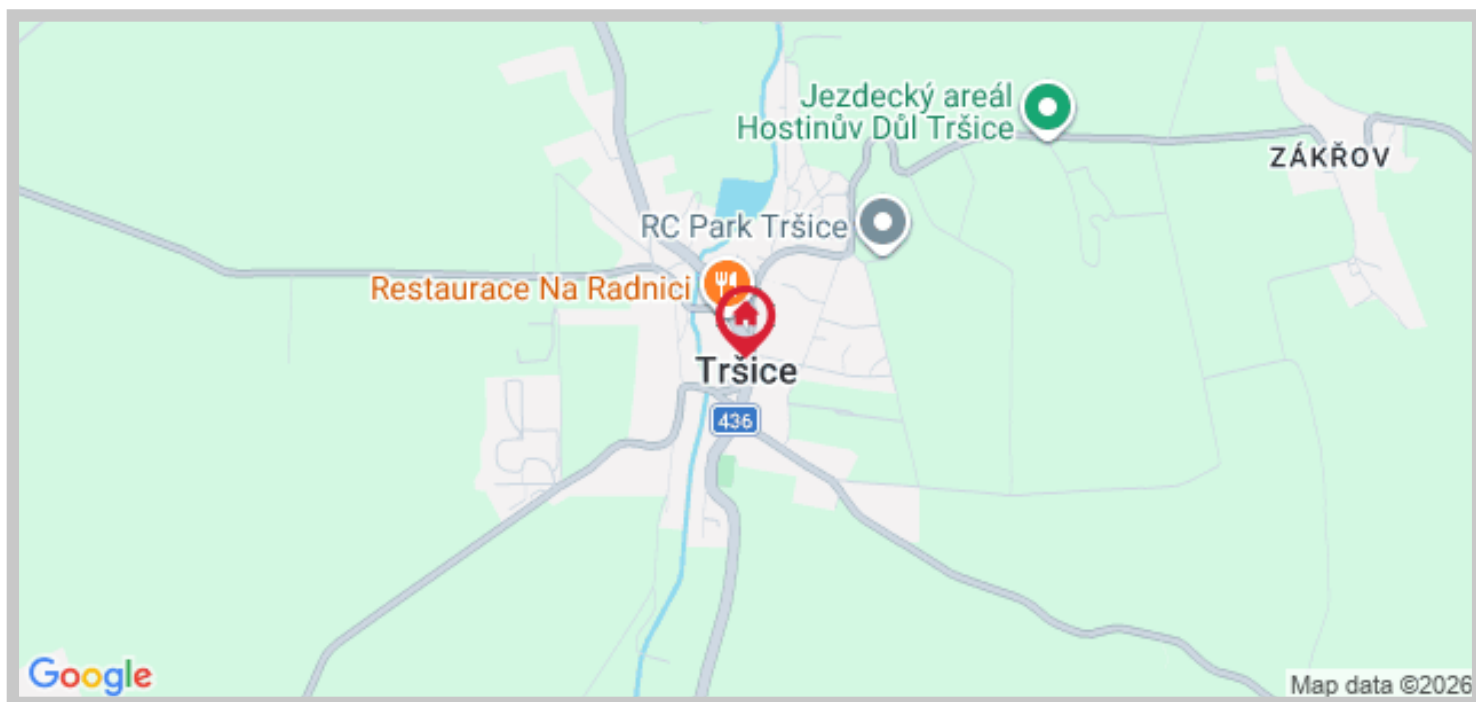 Jezdecký areál
Hostinův Důl Tršice
ZÁKŘOV
RC Park Tršice
Restaurace Na Radnici
Tršice
436
Google
Map data ©2026